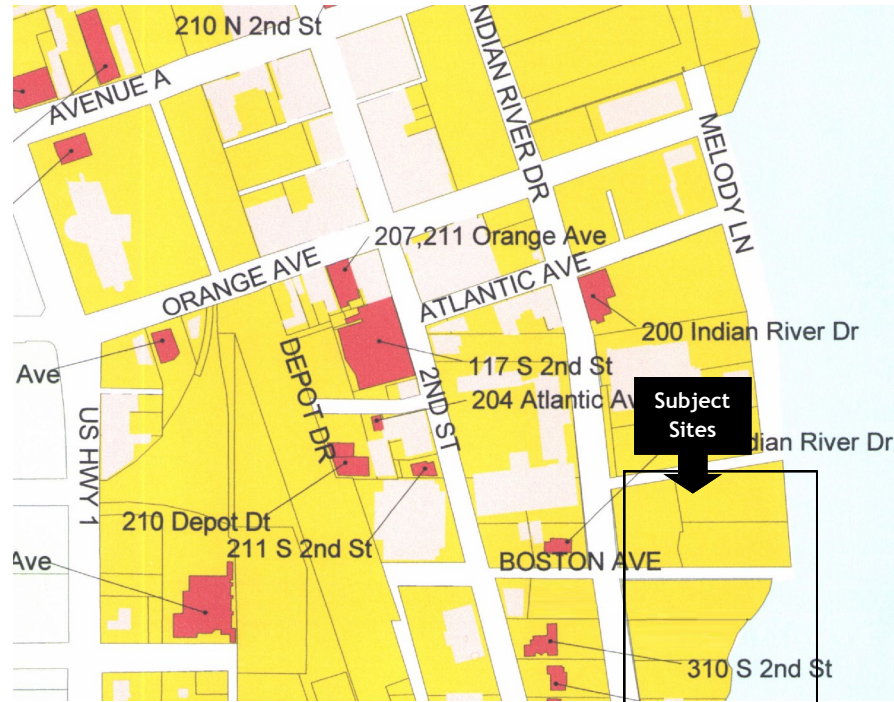 210 N 2nd St
AVENUE A
NDIAN RIVER DR
MELODY LN
207,211 Orange Ave
ORANGE AVE
ATLANTIC AVE
200 Indian River Dr
117 S 2nd St
Ave
DEPOT DR
2ND ST
204 Atlantic Av
Subject
Sites
dian River Dr
US HWY 1
210 Depot Dt
211 S 2nd St
BOSTON AVE
Ave
310 S 2nd St